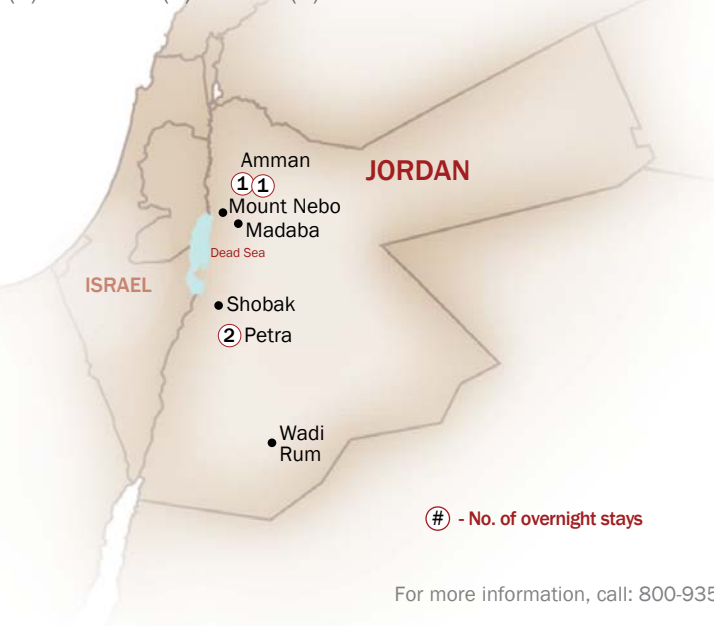 Amman
JORDAN
1 1
Mount Nebo
Madaba
Dead Sea
ISRAEL
Shobak
2 Petra
Wadi
Rum
# - No. of overnight stays
For more information, call: 800-935